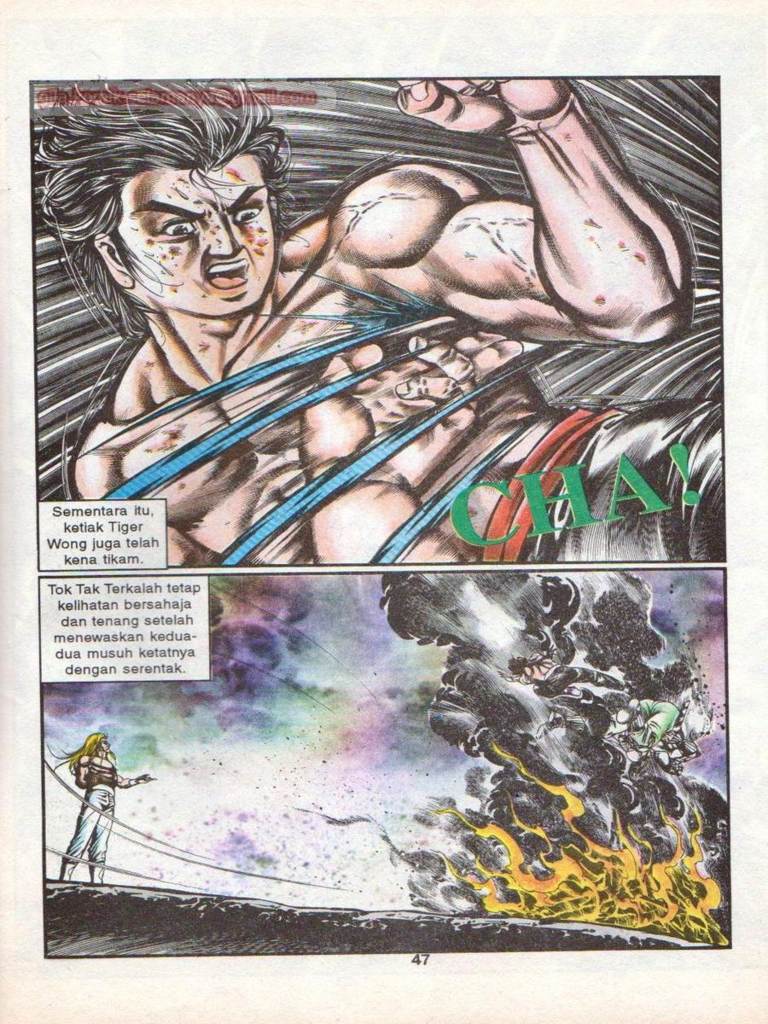 Sementara itu,
ketiak Tiger
Wong juga telah
kena tikam.
CHA!
Tok Tak Terkalah tetap
kelihatan bersahaja
dan tenang setelah
menewaskan kedua-
dua musuh ketatnya
dengan serentak.
47